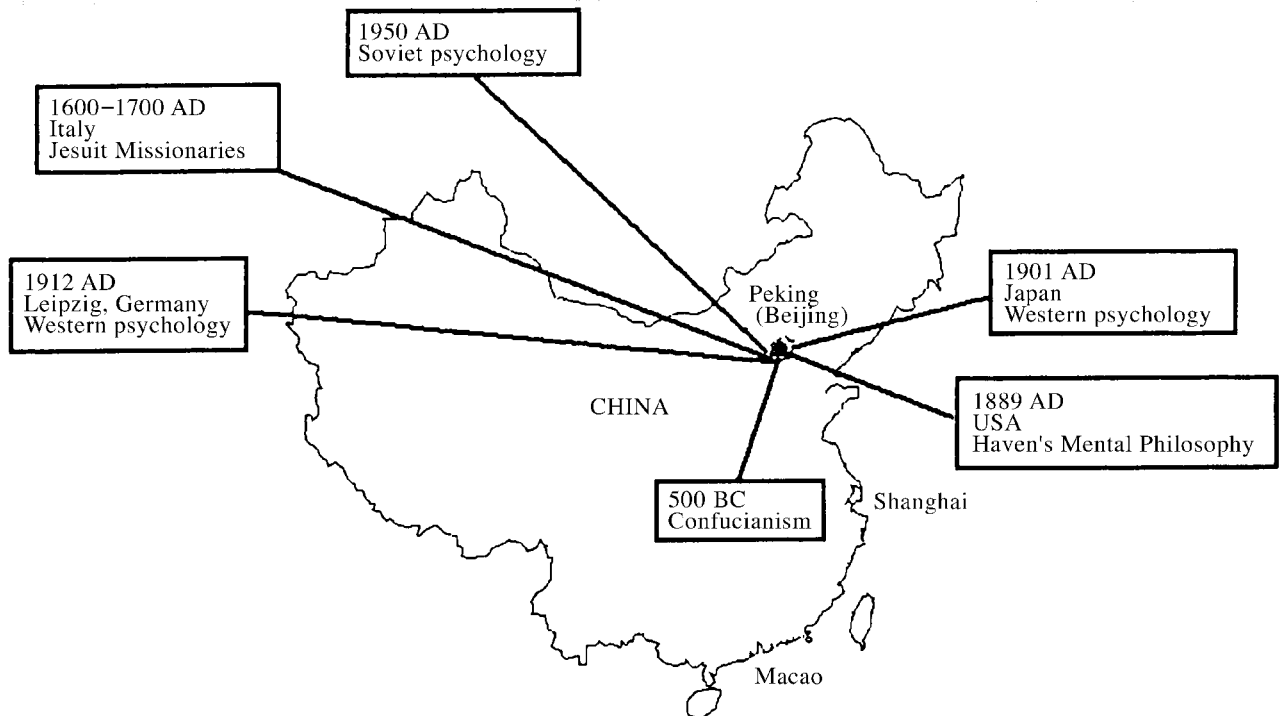 1950 AD
Soviet psychology
1600–1700 AD
Italy
Jesuit Missionaries
1912 AD
Leipzig, Germany
Western psychology
Peking
(Beijing)
1901 AD
Japan
Western psychology
CHINA
1889 AD
USA
Haven's Mental Philosophy
500 BC
Confucianism
Shanghai
Macao